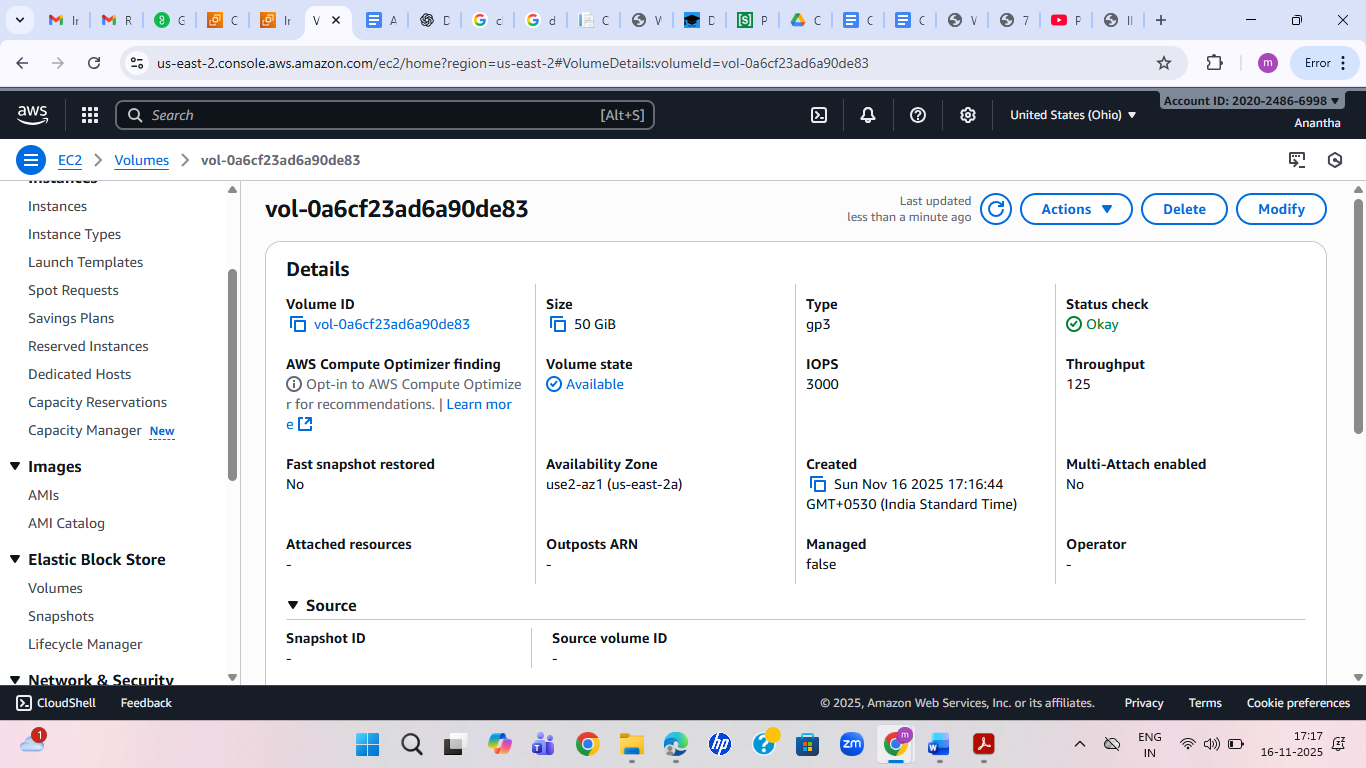 Ir
R
G
C
Ir
V
A
D
cl
d
C
V
D
P
C
C
C
V
7
P
II
us-east-2.console.aws.amazon.com/ec2/home?region=us-east-2#VolumeDetails:volumeId=vol-0a6cf23ad6a90de83
m
Error
aws
Search
[Alt+S]
United States (Ohio)
Account ID: 2020-2486-6998
Anantha
EC2
Volumes
vol-0a6cf23ad6a90de83
Instances
Instances
Instance Types
Launch Templates
Spot Requests
Savings Plans
Reserved Instances
Dedicated Hosts
Capacity Reservations
Capacity Manager New
Images
AMIs
AMI Catalog
Elastic Block Store
Volumes
Snapshots
Lifecycle Manager
Network & Security
vol-0a6cf23ad6a90de83
Last updated
less than a minute ago
Actions
Delete
Modify
Details
Volume ID
vol-0a6cf23ad6a90de83
Size
50 GiB
Type
gp3
Status check
Okay
AWS Compute Optimizer finding
Opt-in to AWS Compute Optimize
r for recommendations. | Learn mor
e
Volume state
Available
IOPS
3000
Throughput
125
Fast snapshot restored
No
Availability Zone
use2-az1 (us-east-2a)
Created
Sun Nov 16 2025 17:16:44
GMT+0530 (India Standard Time)
Multi-Attach enabled
No
Attached resources
-
Outposts ARN
-
Managed
false
Operator
-
Source
Snapshot ID
-
Source volume ID
-
CloudShell
Feedback
© 2025, Amazon Web Services, Inc. or its affiliates.
Privacy
Terms
Cookie preferences
1
hp
zm
m
ENG
IN
17:17
16-11-2025